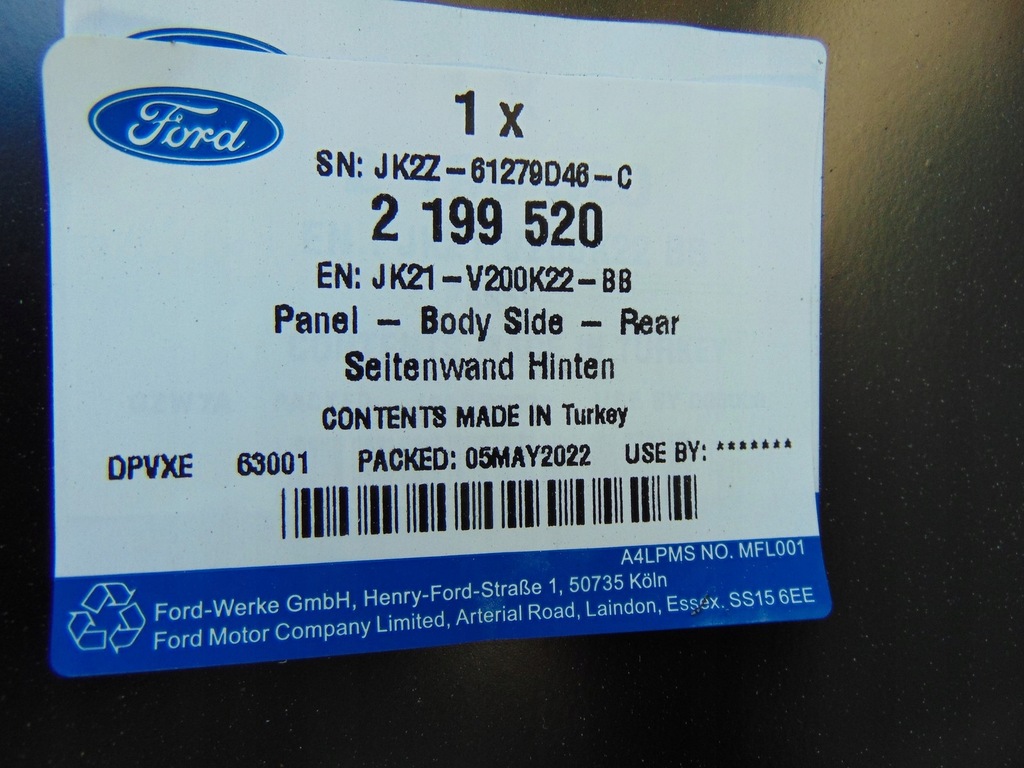 Ford
1 x
SN: JK2Z-61279D46-C
2 199 520
EN: JK21-V200K22-BB
Panel - Body Side - Rear
Seitenwand Hinten
CONTENTS MADE IN Turkey
DPVXE 63001 PACKED: 05MAY2022 USE BY: *******
A4LPMS NO. MFL001
Ford-Werke GmbH, Henry-Ford-Straße 1, 50735 Köln
Ford Motor Company Limited, Arterial Road, Laindon, Essex. SS15 6EE